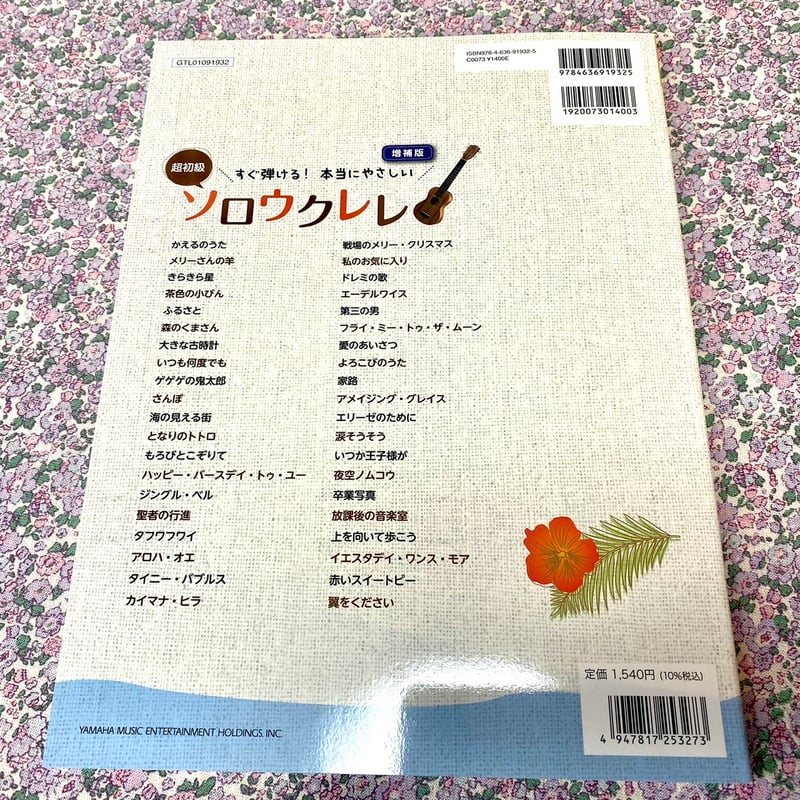 GTL01091932
ISBN978-4-636-91932-5
C0073 ¥1400E
9784636919325
1920073014003
増補版
超初級
すぐ弾ける! 本当にやさしい
ソロウクレレ
かえるのうた
メリーさんの羊
きらきら星
茶色の小びん
ふるさと
森のくまさん
大きな古時計
いつも何度でも
ゲゲゲの鬼太郎
さんぽ
海の見える街
となりのトトロ
もろびとこぞりて
ハッピー・バースデイ・トゥ・ユー
ジングル・ベル
聖者の行進
タフワフワイ
アロハ・オエ
タイニー・バブルス
カイマナ・ヒラ
戦場のメリー・クリスマス
私のお気に入り
ドレミの歌
エーデルワイス
第三の男
フライ・ミー・トゥ・ザ・ムーン
愛のあいさつ
よろこびのうた
家路
アメイジング・グレイス
エリーゼのために
涙そうそう
いつか王子様が
夜空ノムコウ
卒業写真
放課後の音楽室
上を向いて歩こう
イエスタデイ・ワンス・モア
赤いスイートピー
翼をください
定価 1,540円 (10%税込)
4 947817 253273
YAMAHA MUSIC ENTERTAINMENT HOLDINGS, INC.